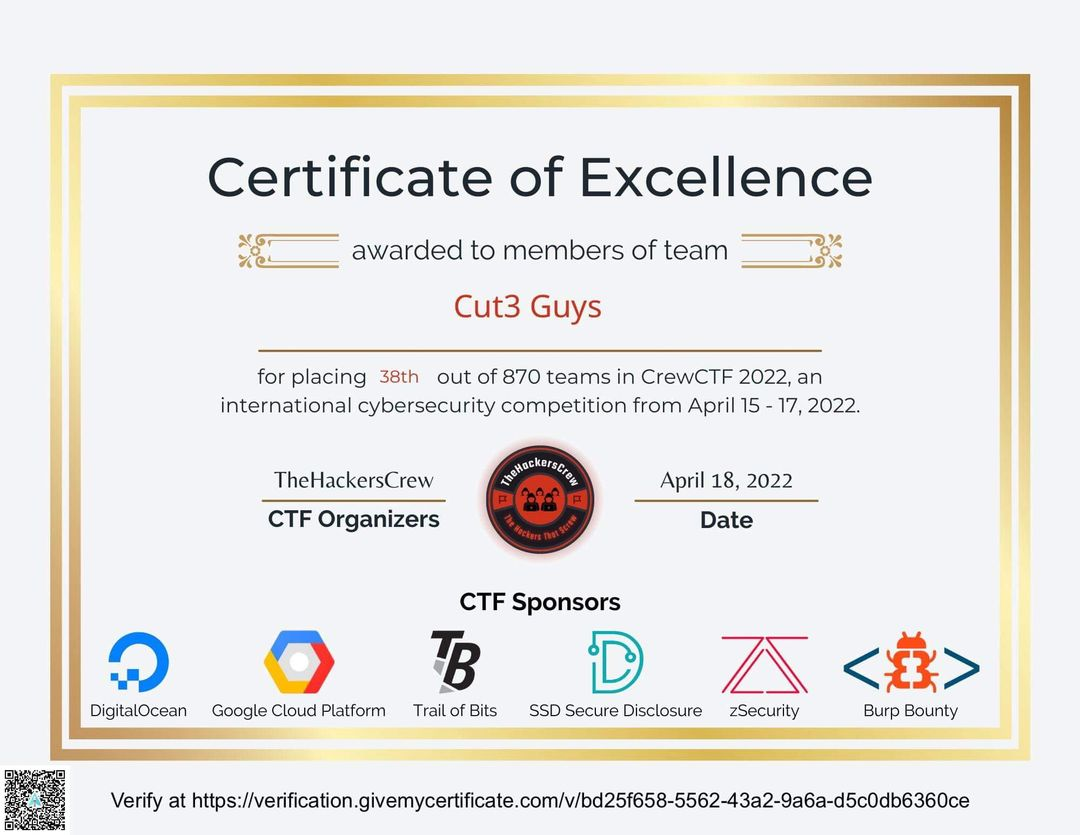 Certificate of Excellence
awarded to members of team
Cut3 Guys
for placing 38th out of 870 teams in CrewCTF 2022, an
international cybersecurity competition from April 15 - 17, 2022.
TheHackersCrew
CTF Organizers
TheHackersCrew
The Hackers That Screw
April 18, 2022
Date
CTF Sponsors
TB
DigitalOcean Google Cloud Platform Trail of Bits SSD Secure Disclosure zSecurity Burp Bounty
Verify at https://verification.givemycertificate.com/v/bd25f658-5562-43a2-9a6a-d5c0db6360ce